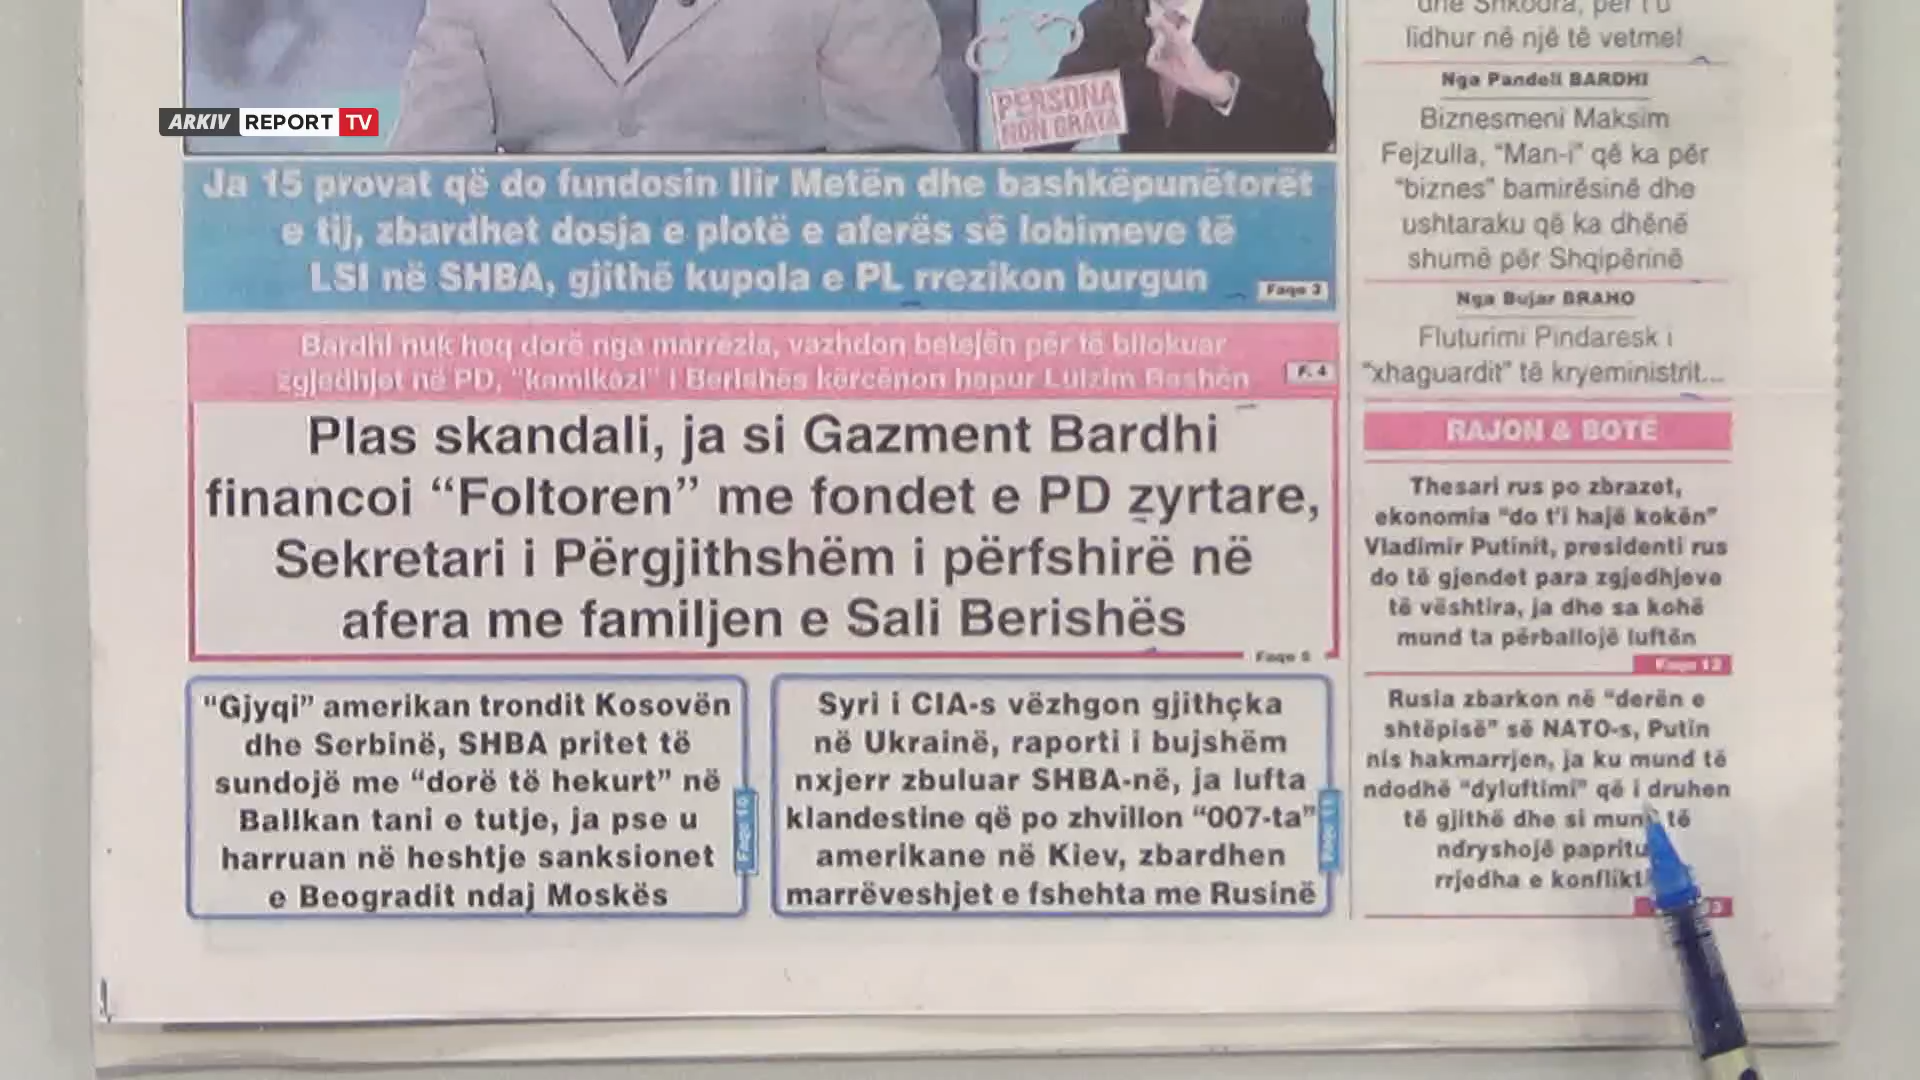 ARKIV REPORT TV
PERSONA
NON GRATA
Ja 15 provat që do fundosin Ilir Metën dhe bashkëpunëtorët
e tij, zbardhet dosja e plotë e aferës së lobimeve të
LSI në SHBA, gjithë kupola e PL rrezikon burgun
Faqe 3
Bardhi nuk heq dorë nga marrëzia, vazhdon betejën për të bllokuar
zgjedhjet në PD, "kamikazi" i Berishës kërcënon hapur Lulzim Bashën
F. 4
Plas skandali, ja si Gazment Bardhi
financoi “Foltoren” me fondet e PD zyrtare,
Sekretari i Përgjithshëm i përfshirë në
afera me familjen e Sali Berishës
Faqe 5
“Gjyqi” amerikan trondit Kosovën
dhe Serbinë, SHBA pritet të
sundojë me “dorë të hekurt” në
Ballkan tani e tutje, ja pse u
harruan në heshtje sanksionet
e Beogradit ndaj Moskës
Faqe 10
Syri i CIA-s vëzhgon gjithçka
në Ukrainë, raporti i bujshëm
nxjerr zbuluar SHBA-në, ja lufta
klandestine që po zhvillon “007-ta”
amerikane në Kiev, zbardhen
marrëveshjet e fshehta me Rusinë
Faqe 11
dhe Shkodra, për t'u
lidhur në një të vetme!
Nga Pandeli BARDHI
Biznesmeni Maksim
Fejzulla, “Man-i” që ka për
“biznes” bamirësinë dhe
ushtaraku që ka dhënë
shumë për Shqipërinë
Nga Bujar BRAHO
Fluturimi Pindaresk i
“xhaguardit” të kryeministrit...
RAJON & BOTË
Thesari rus po zbrazet,
ekonomia “do t'i hajë kokën”
Vladimir Putinit, presidenti rus
do të gjendet para zgjedhjeve
të vështira, ja dhe sa kohë
mund ta përballojë luftën
Faqe 12
Rusia zbarkon në “derën e
shtëpisë” së NATO-s, Putin
nis hakmarrjen, ja ku mund të
ndodhë “dyluftimi” që i druhen
të gjithë dhe si mund të
ndryshojë papritur
rrjedha e konflikt